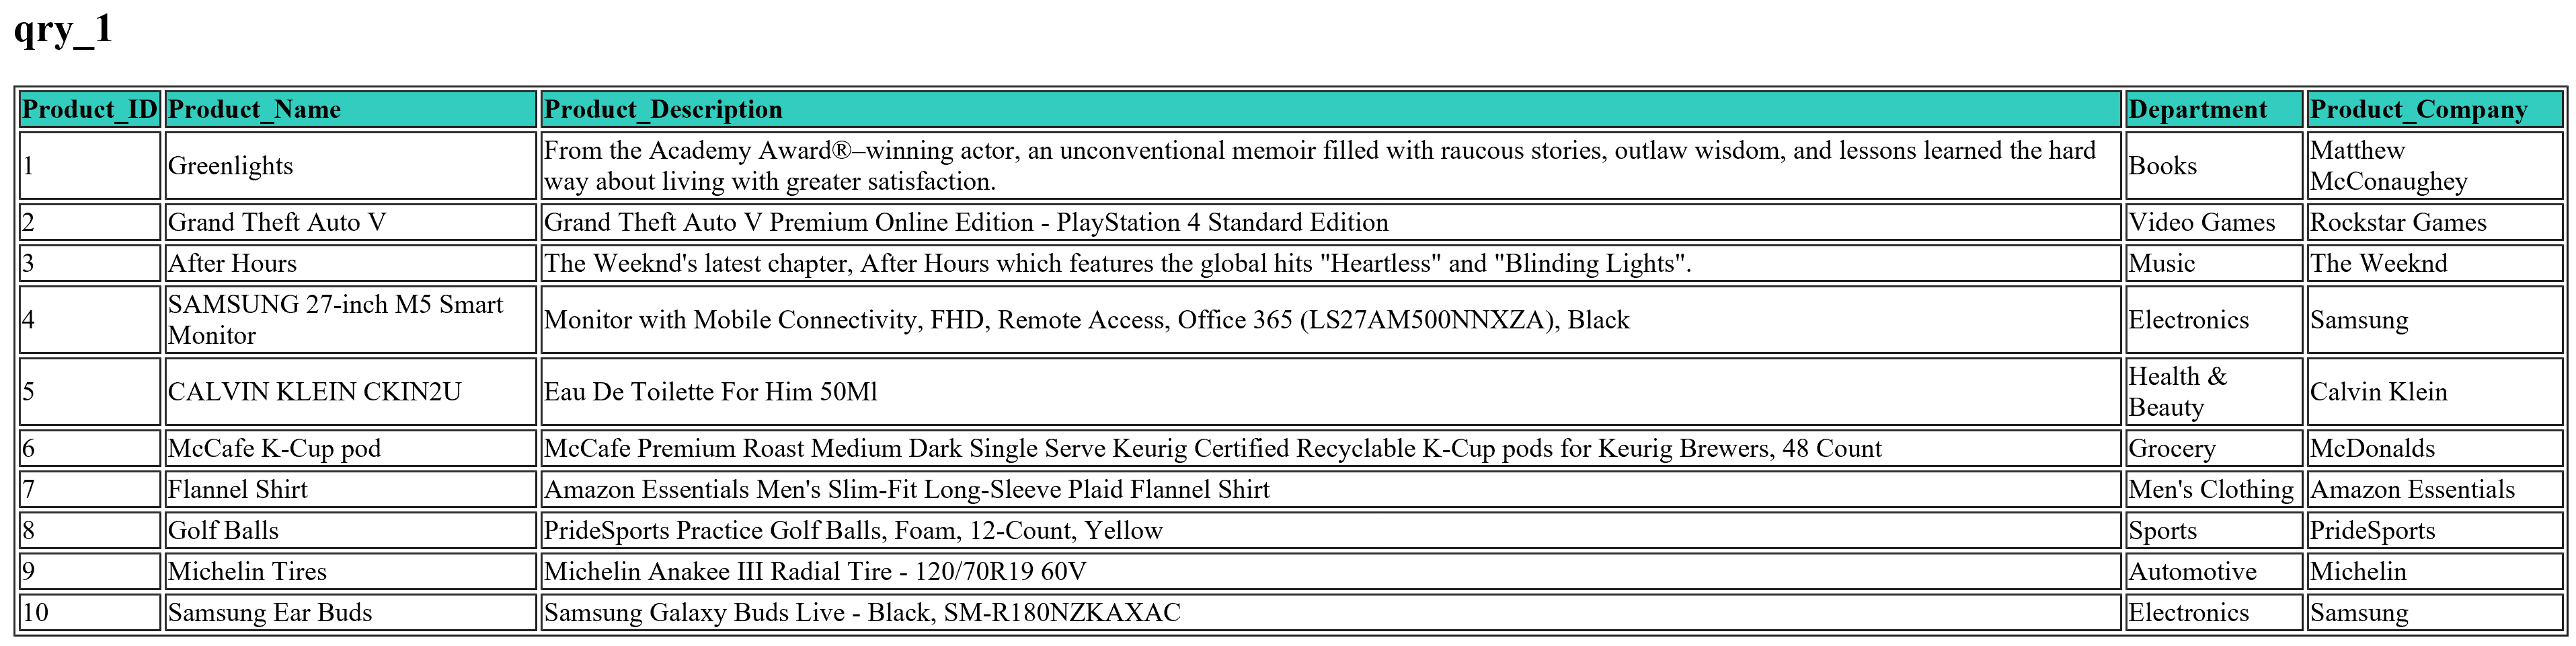 qry_1
Product_ID Product_Name Product_Description Department Product_Company
1 Greenlights From the Academy Award®–winning actor, an unconventional memoir filled with raucous stories, outlaw wisdom, and lessons learned the hard way about living with greater satisfaction. Books Matthew McConaughey
2 Grand Theft Auto V Grand Theft Auto V Premium Online Edition - PlayStation 4 Standard Edition Video Games Rockstar Games
3 After Hours The Weeknd's latest chapter, After Hours which features the global hits "Heartless" and "Blinding Lights". Music The Weeknd
4 SAMSUNG 27-inch M5 Smart Monitor Monitor with Mobile Connectivity, FHD, Remote Access, Office 365 (LS27AM500NNXZA), Black Electronics Samsung
5 CALVIN KLEIN CKIN2U Eau De Toilette For Him 50Ml Health & Beauty Calvin Klein
6 McCafe K-Cup pod McCafe Premium Roast Medium Dark Single Serve Keurig Certified Recyclable K-Cup pods for Keurig Brewers, 48 Count Grocery McDonalds
7 Flannel Shirt Amazon Essentials Men's Slim-Fit Long-Sleeve Plaid Flannel Shirt Men's Clothing Amazon Essentials
8 Golf Balls PrideSports Practice Golf Balls, Foam, 12-Count, Yellow Sports PrideSports
9 Michelin Tires Michelin Anakee III Radial Tire - 120/70R19 60V Automotive Michelin
10 Samsung Ear Buds Samsung Galaxy Buds Live - Black, SM-R180NZKAXAC Electronics Samsung